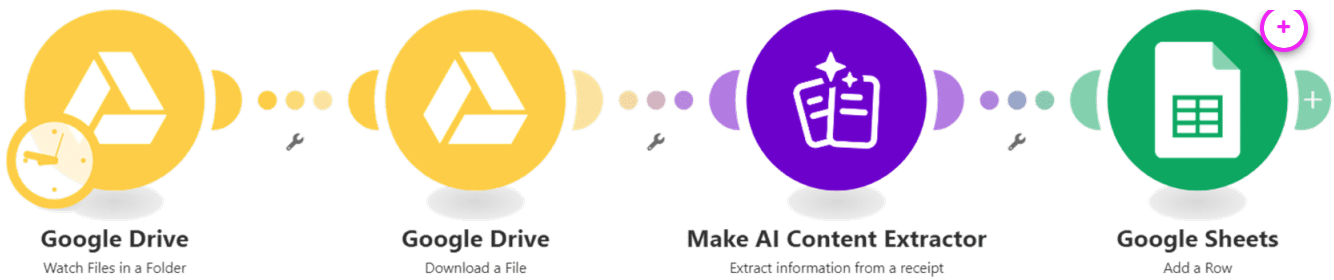 Google Drive
Watch Files in a Folder
Google Drive
Download a File
Make AI Content Extractor
Extract information from a receipt
Google Sheets
Add a Row